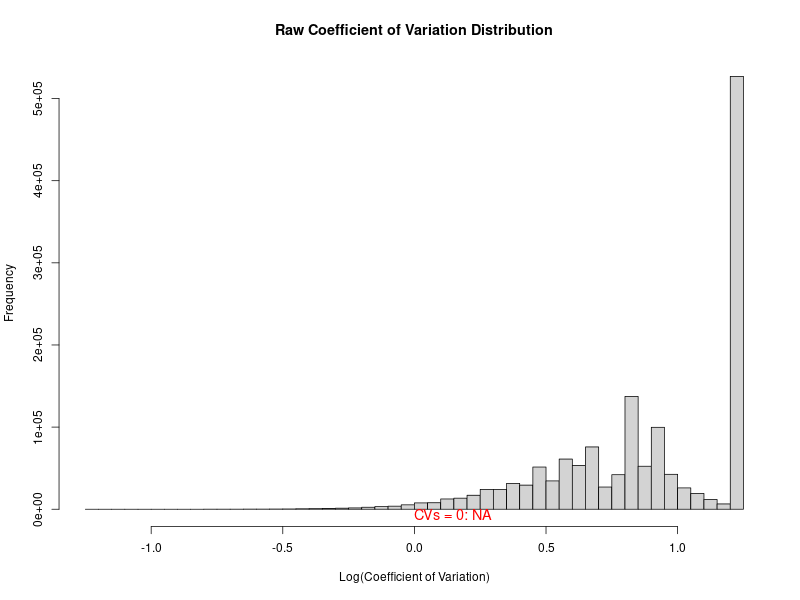 Raw Coefficient of Variation Distribution
Frequency
5e+05
4e+05
3e+05
2e+05
1e+05
0e+00
CVs = 0: NA
-1.0 -0.5 0.0 0.5 1.0
Log(Coefficient of Variation)